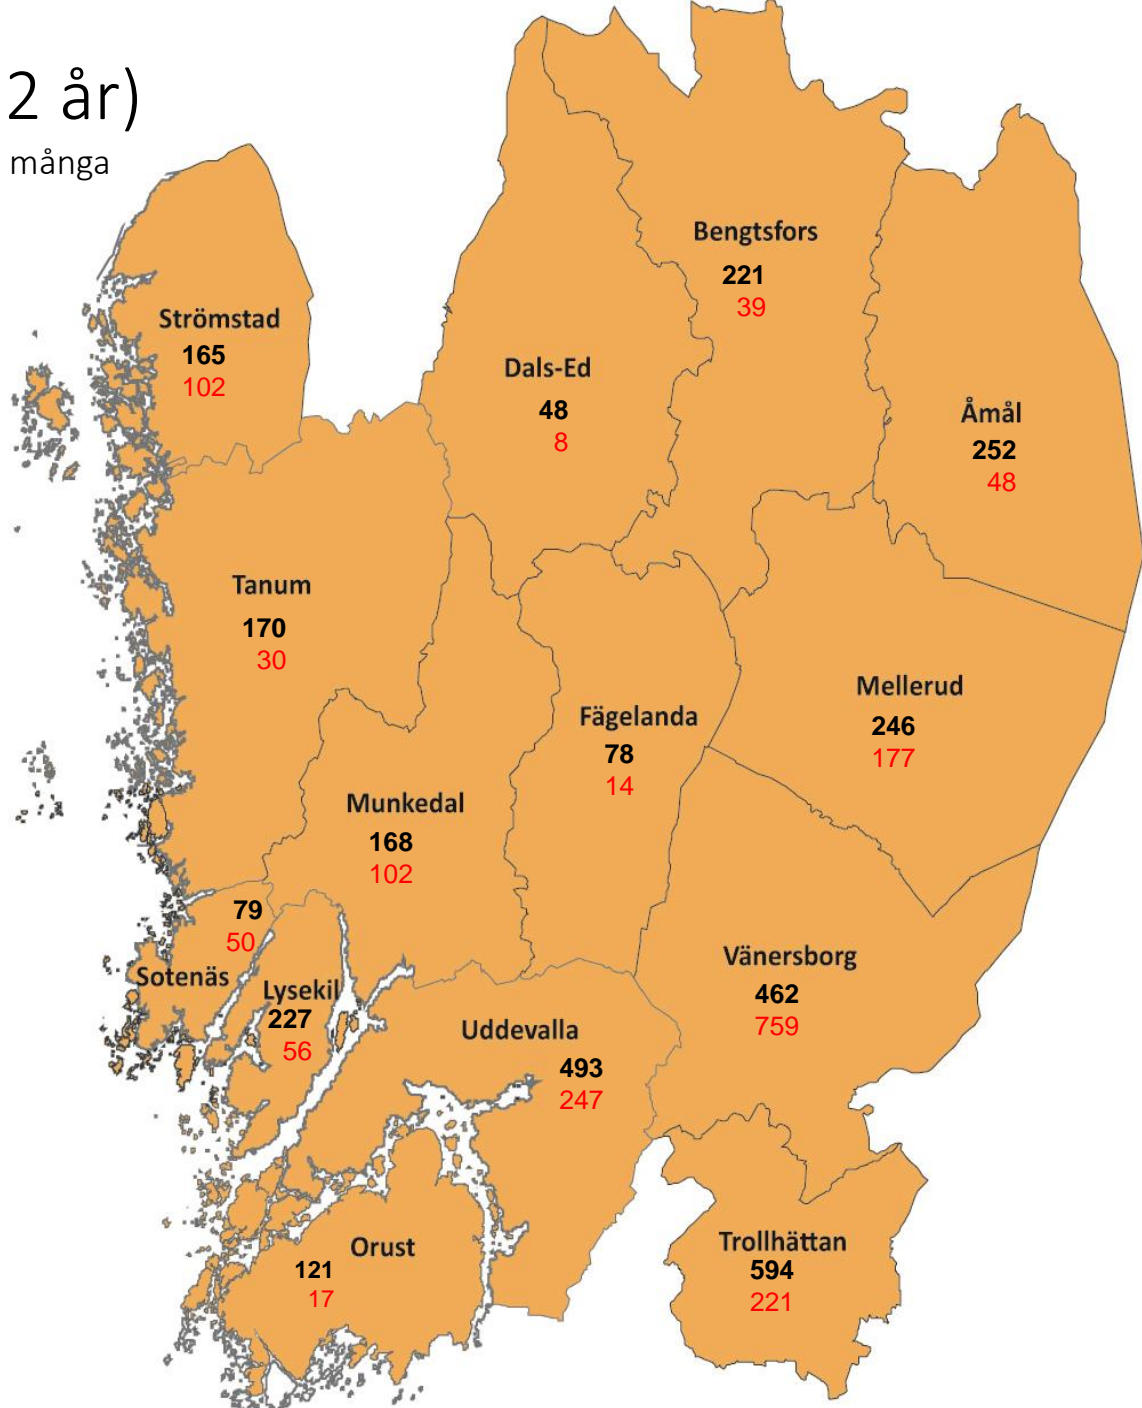 2 år)
många
Bengtsfors
221
39
Strömstad
165
102
Dals-Ed
48
8
Åmål
252
48
Tanum
170
30
Mellerud
246
177
Fägelanda
78
14
Munkedal
168
102
79
50
Sotenäs
Lysekil
227
56
Vänersborg
462
759
Uddevalla
493
247
Orust
121
17
Trollhättan
594
221